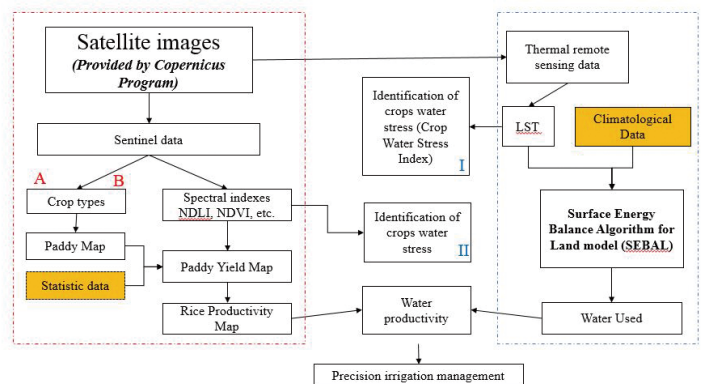 Satellite images
(Provided by Copernicus
Program)
Thermal remote
sensing data
Identification of
crops water
stress (Crop
Water Stress
Index)
I
LST
Climatological
Data
Sentinel data
A
B
Crop types
Spectral indexes
NDLI, NDVI, etc.
Identification of
crops water
stress
II
Surface Energy
Balance Algorithm for
Land model (SEBAL)
Paddy Map
Paddy Yield Map
Statistic data
Rice Productivity
Map
Water
productivity
Water Used
Precision irrigation management